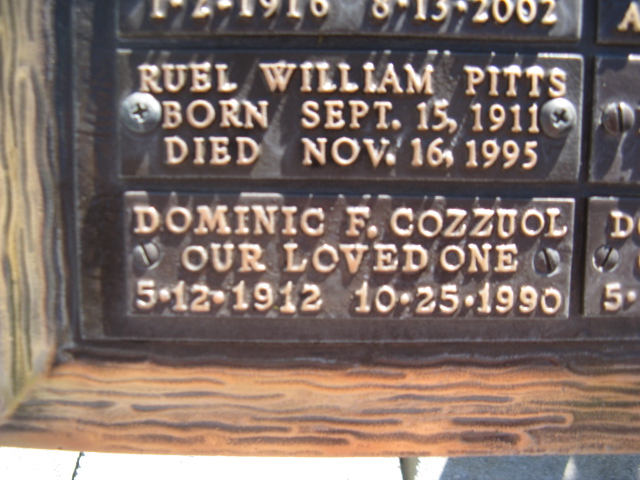 1·2·1916 8·13·2002
RUEL WILLIAM PITTS
BORN SEPT. 15, 1911
DIED NOV. 16, 1995
DOMINIC F. COZZUOL
OUR LOVED ONE
5·12·1912 10·25·1990